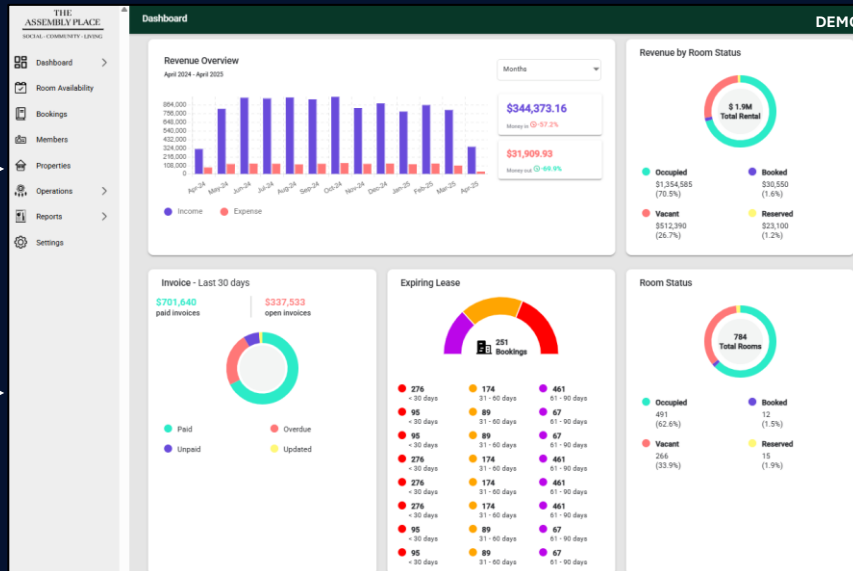 THE
ASSEMBLY PLACE
SOCIAL - COMMUNITY - LIVING
Dashboard
Room Availability
Bookings
Members
Properties
Operations
Reports
Settings
Dashboard
DEMO
Revenue Overview
April 2024 - April 2025
Months
864,000
756,000
648,000
540,000
432,000
324,000
216,000
108,000
0
Apr-24 May-24 Jun-24 Jul-24 Aug-24 Sep-24 Oct-24 Nov-24 Dec-24 Jan-25 Feb-25 Mar-25 Apr-25
Income Expense
$344,373.16
Money in -57.2%
$31,909.93
Money out -69.9%
Revenue by Room Status
$ 1.9M
Total Rental
Occupied Booked
$1,354,585 $30,550
(70.5%) (1.6%)
Vacant Reserved
$512,390 $23,100
(26.7%) (1.2%)
Invoice - Last 30 days
$701,640 $337,533
paid invoices open invoices
Paid Overdue
Unpaid Updated
Expiring Lease
251
Bookings
276 174 461
< 30 days 31 - 60 days 61 - 90 days
95 89 67
< 30 days 31 - 60 days 61 - 90 days
95 89 67
< 30 days 31 - 60 days 61 - 90 days
276 174 461
< 30 days 31 - 60 days 61 - 90 days
276 174 461
< 30 days 31 - 60 days 61 - 90 days
276 174 461
< 30 days 31 - 60 days 61 - 90 days
95 89 67
< 30 days 31 - 60 days 61 - 90 days
95 89 67
< 30 days 31 - 60 days 61 - 90 days
Room Status
784
Total Rooms
Occupied Booked
491 12
(62.6%) (1.5%)
Vacant Reserved
266 15
(33.9%) (1.9%)